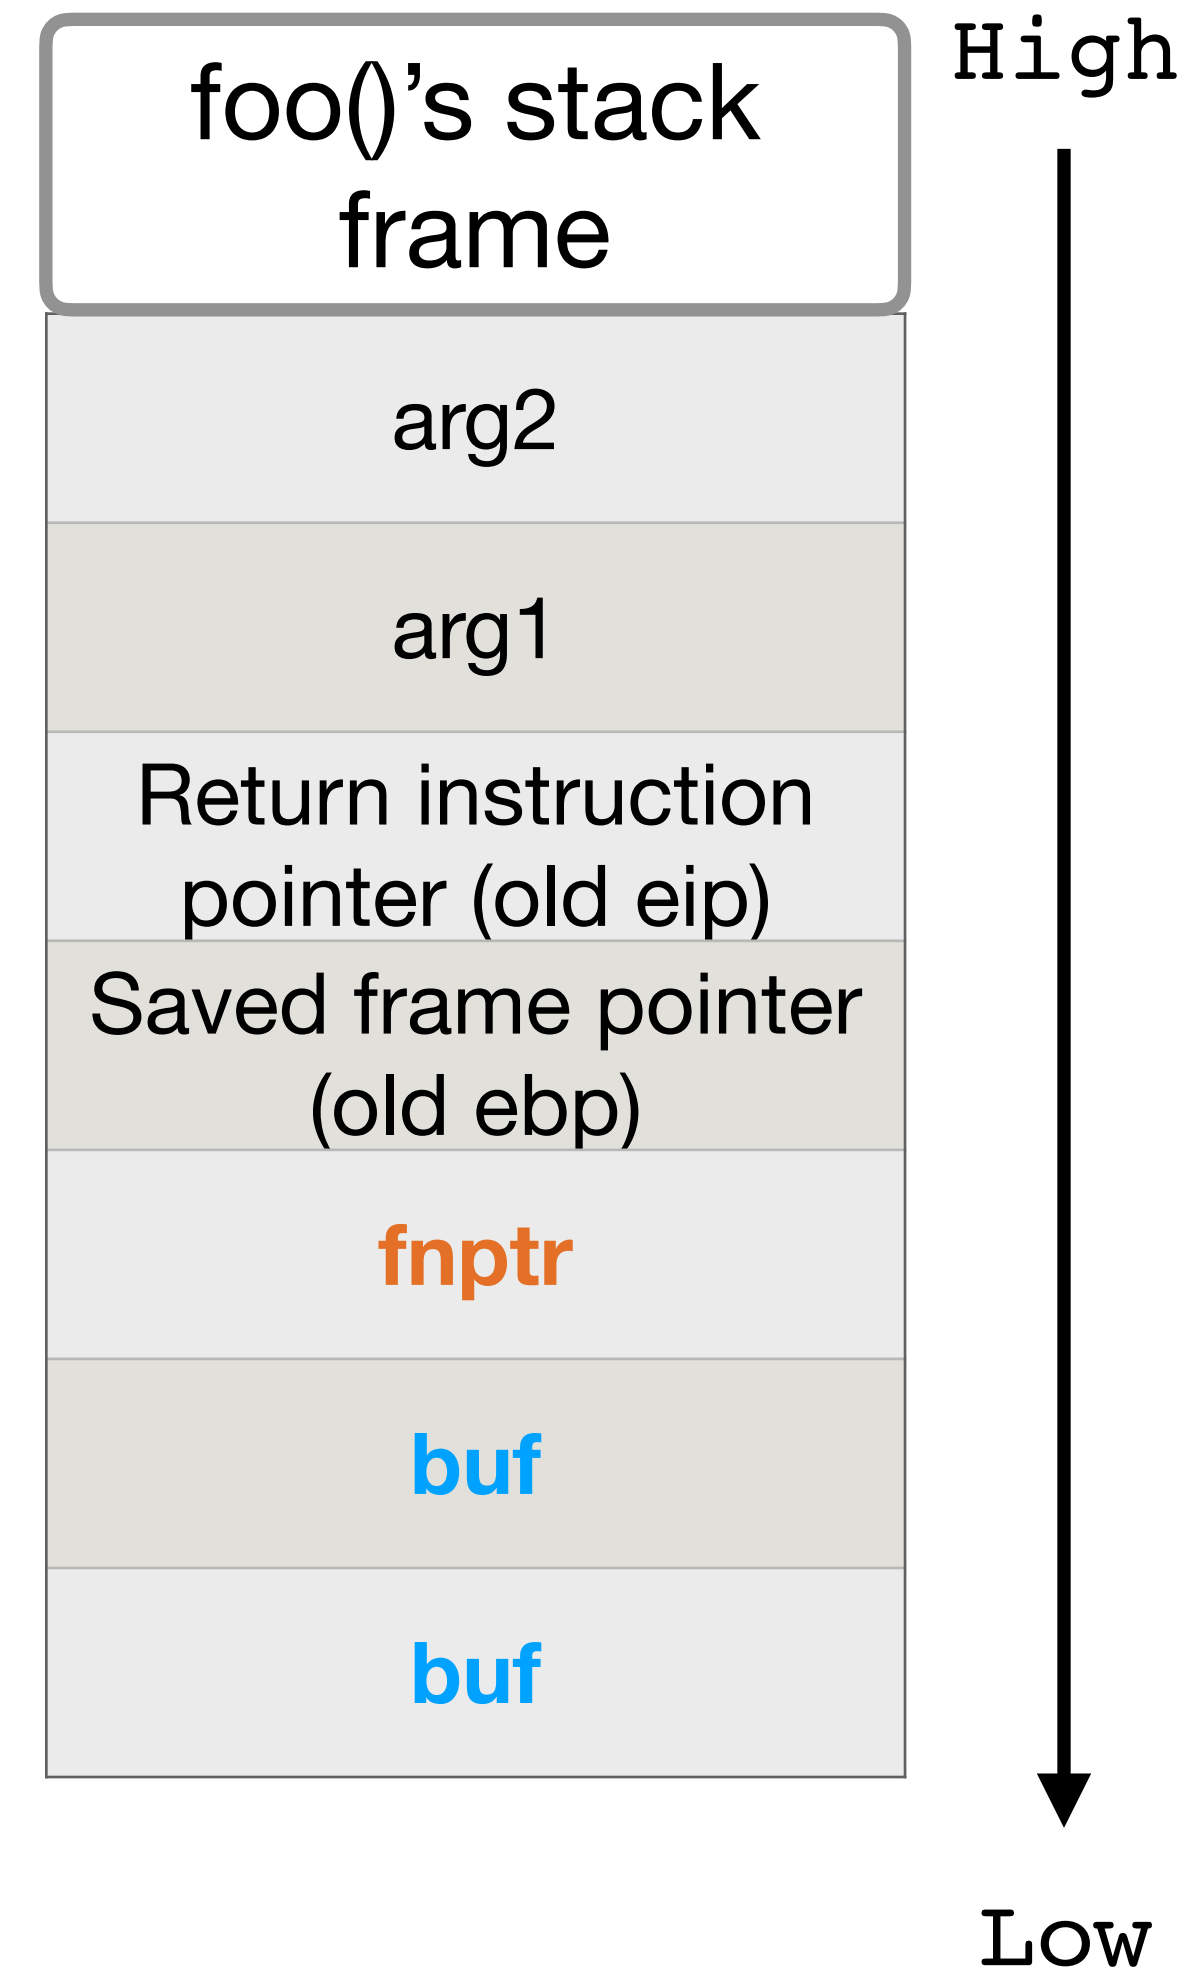 foo()’s stack
frame
High
arg2
arg1
Return instruction
pointer (old eip)
Saved frame pointer
(old ebp)
fnptr
buf
buf
Low